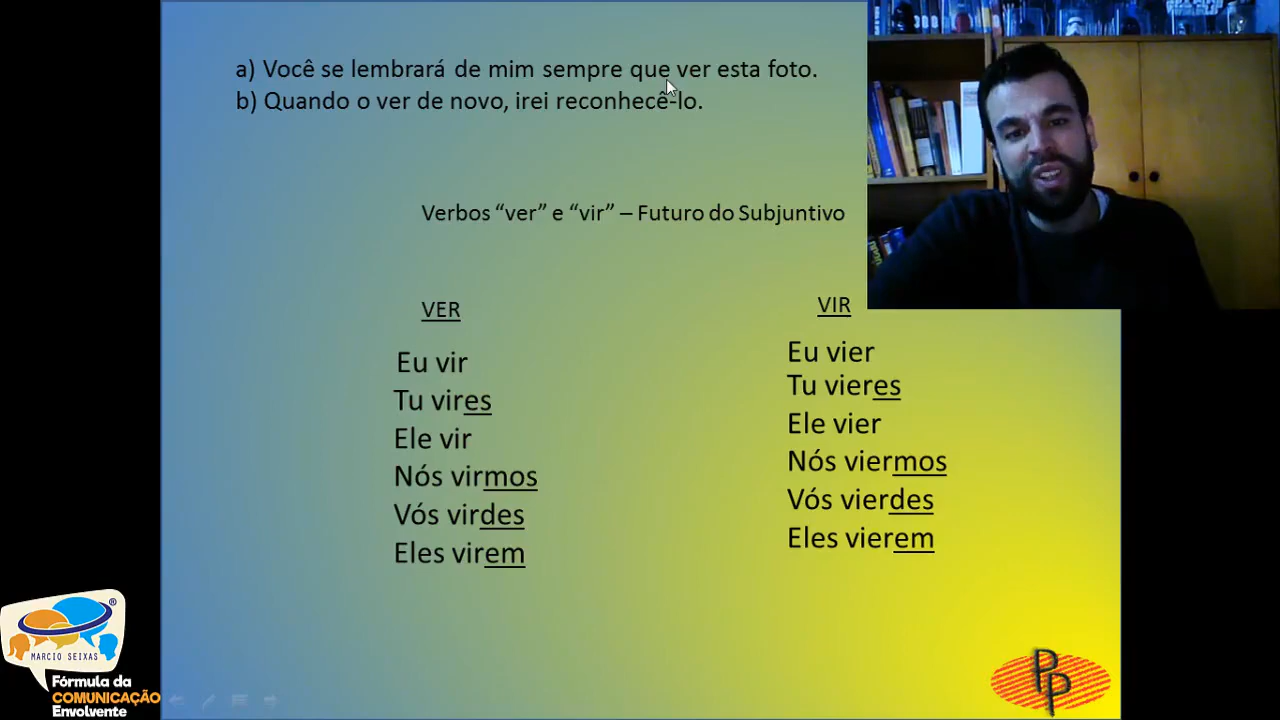 a) Você se lembrará de mim sempre que ver esta foto.
b) Quando o ver de novo, irei reconhecê-lo.
Verbos “ver” e “vir” – Futuro do Subjuntivo
VER
Eu vir
Tu vires
Ele vir
Nós virmos
Vós virdes
Eles virem
VIR
Eu vier
Tu vieres
Ele vier
Nós viermos
Vós vierdes
Eles vierem
®
MARCIO SEIXAS
Fórmula da
COMUNICAÇÃO
Envolvente
PP